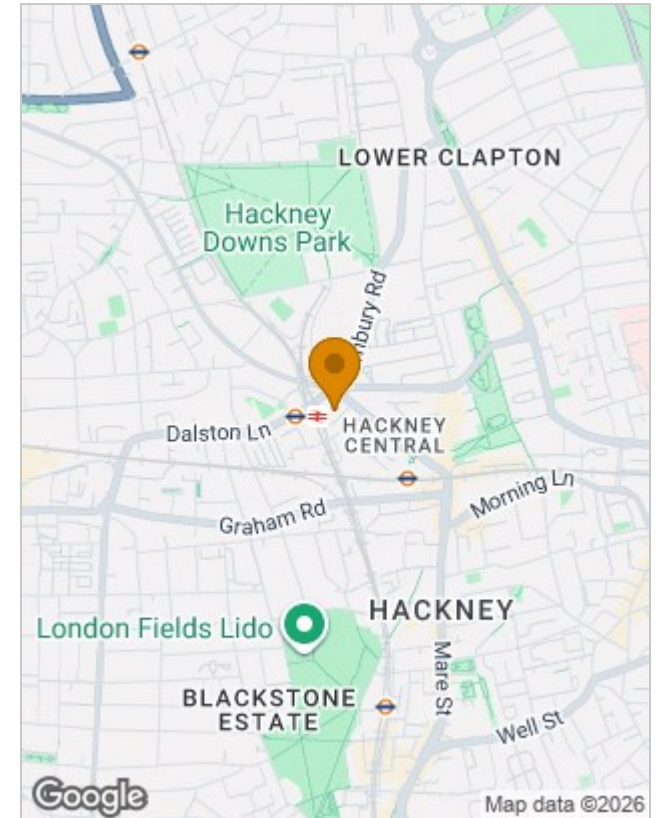 LOWER CLAPTON
Hackney
Downs Park
nbury Rd
Dalston Ln
HACKNEY
CENTRAL
Morning Ln
Graham Rd
HACKNEY
London Fields Lido
Mare St
BLACKSTONE
ESTATE
Well St
Google
Map data ©2026